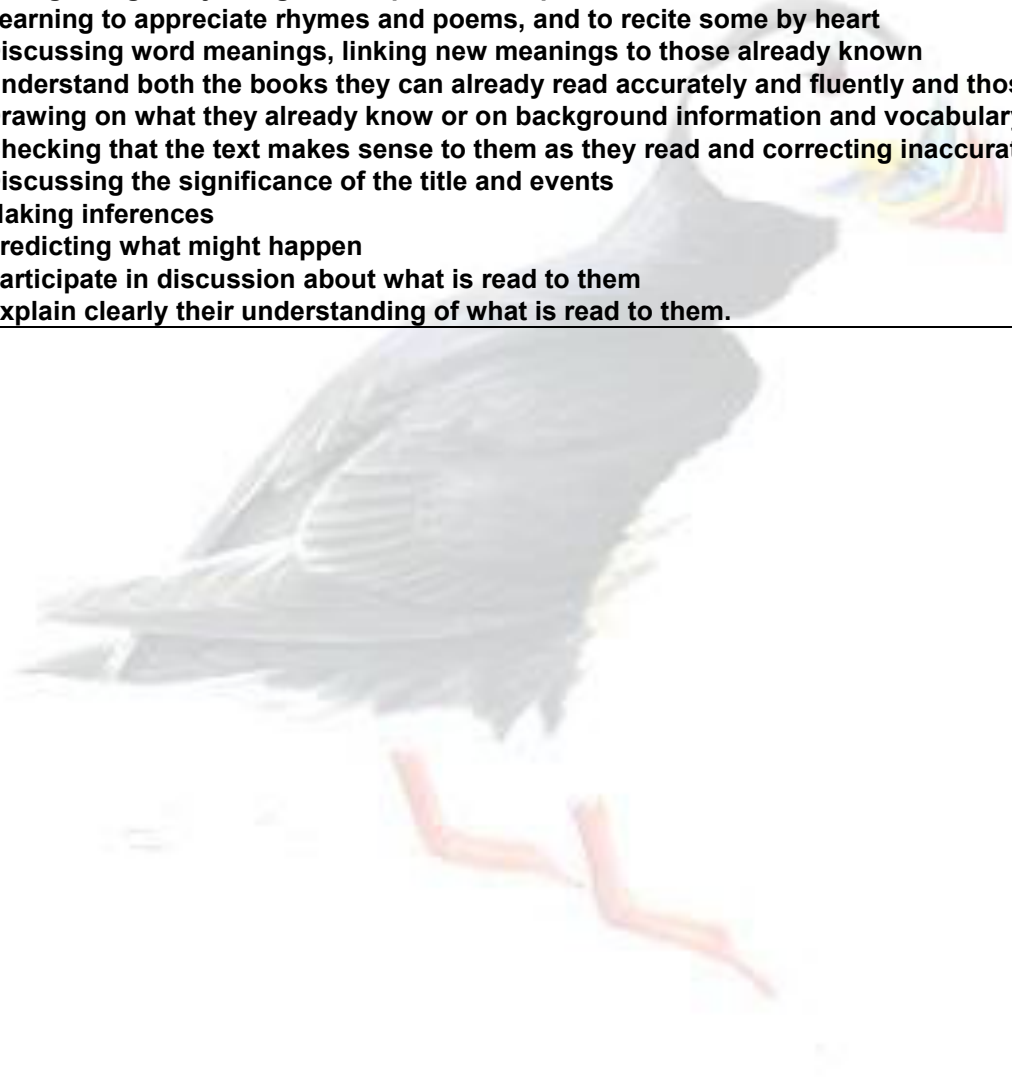 earning to appreciate rhymes and poems, and to recite some by heart
iscussing word meanings, linking new meanings to those already known
nderstand both the books they can already read accurately and fluently and thos
rawing on what they already know or on background information and vocabulary
hecking that the text makes sense to them as they read and correcting inaccurat
iscussing the significance of the title and events
laking inferences
redicting what might happen
articipate in discussion about what is read to them
xplain clearly their understanding of what is read to them.